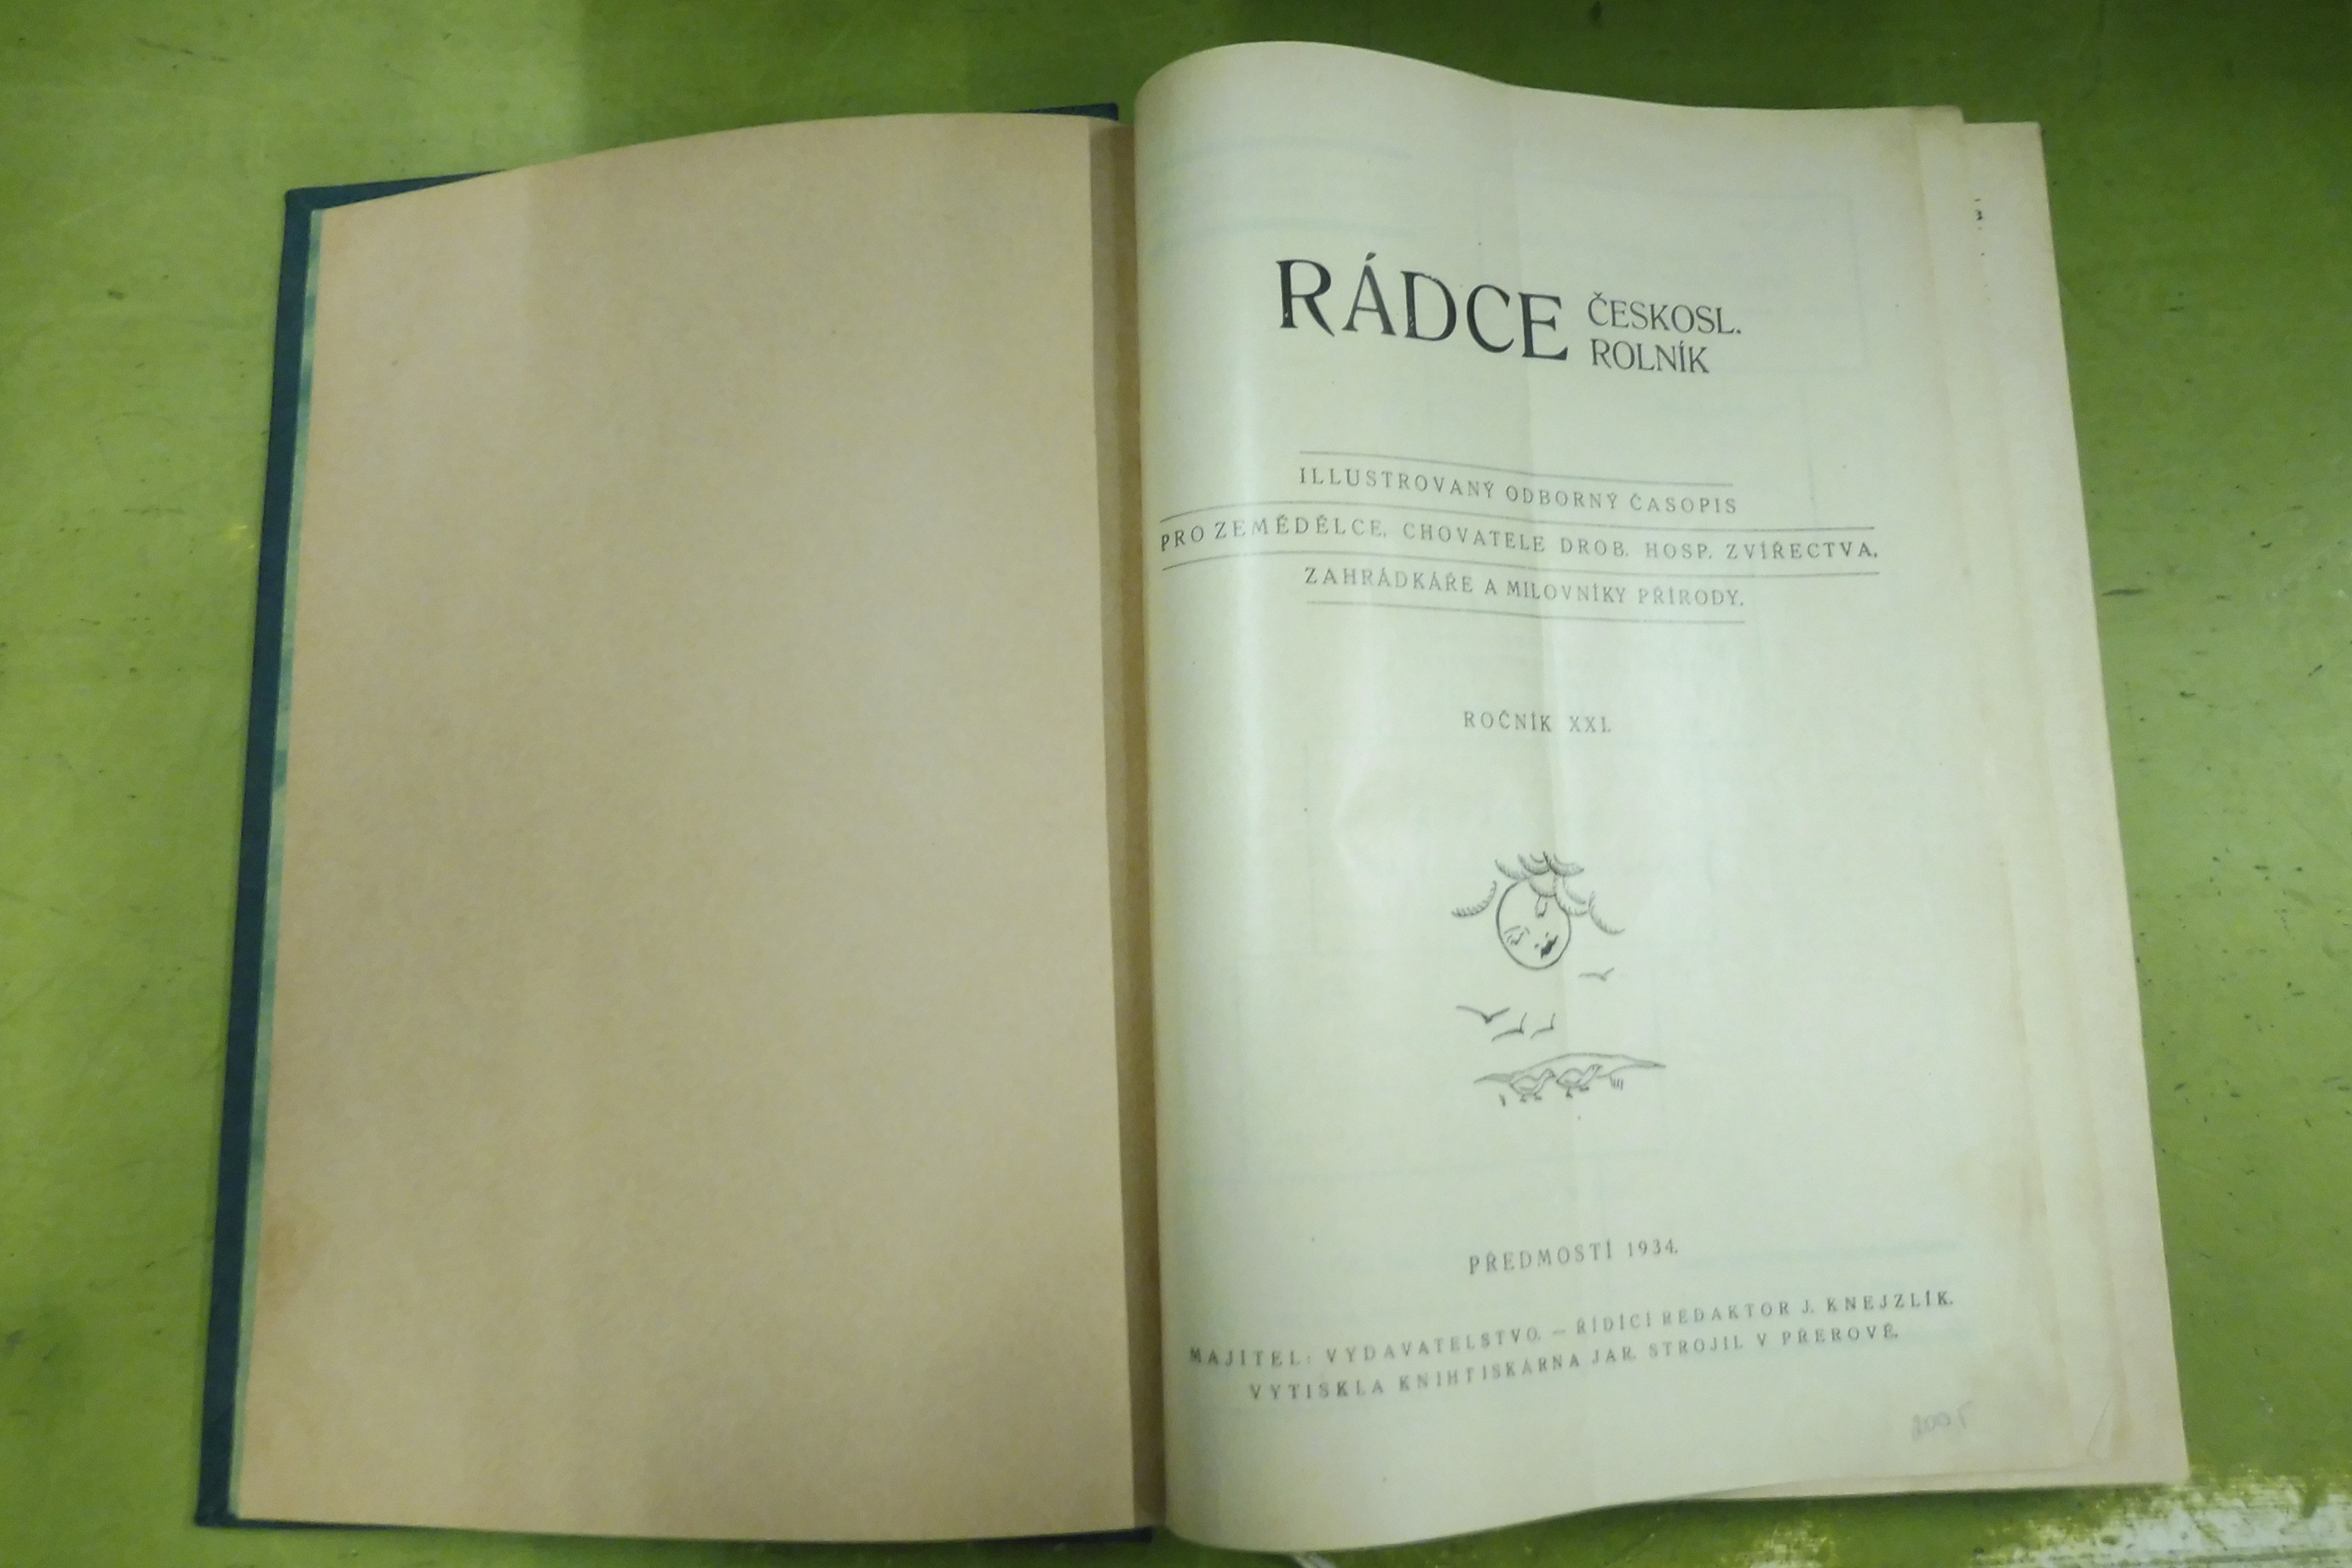 RÁDCE ČESKOSL.
ROLNÍK
ILLUSTROVANÝ ODBORNÝ ČASOPIS
PRO ZEMĚDĚLCE, CHOVATELE DROB. HOSP. ZVÍŘECTVA,
ZAHRÁDKÁŘE A MILOVNÍKY PŘÍRODY.
ROČNÍK XXI.
PŘEDMOSTÍ 1934.
MAJITEL: VYDAVATELSTVO. — ŘÍDÍCÍ REDAKTOR J. KNEJZLÍK.
VYTISKLA KNIHTISKÁRNA JAR. STROJIL V PŘEROVĚ.